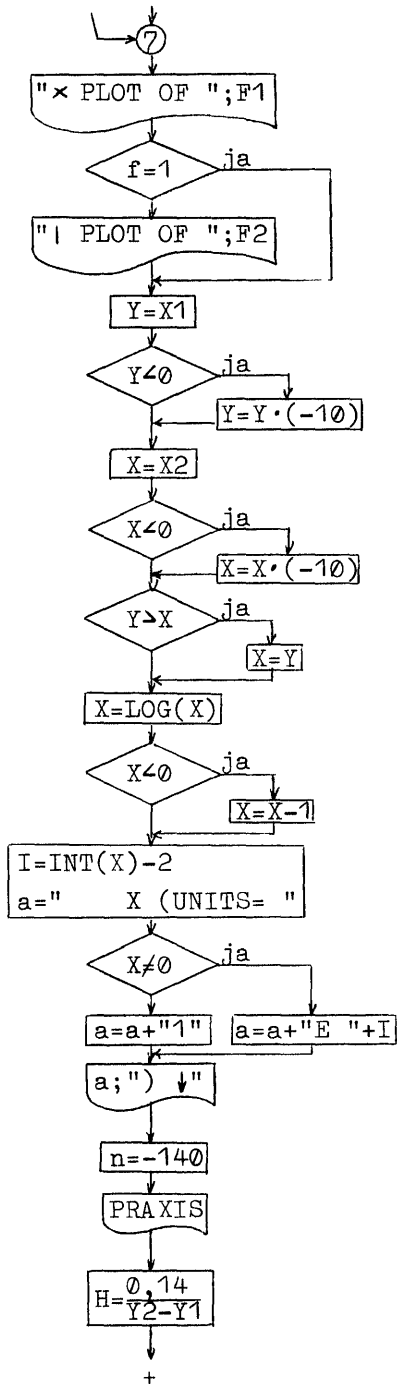 7
"× PLOT OF ";F1
f=1
ja
"| PLOT OF ";F2
Y=X1
Y<0
ja
Y=Y·(-10)
X=X2
X<0
ja
X=X·(-10)
Y>X
ja
X=Y
X=LOG(X)
X<0
ja
X=X-1
I=INT(X)-2
a="     X (UNITS= "
X≠0
ja
a=a+"1"
a=a+"E "+I
a;") ↓"
n=-140
PRAXIS
H=0,14
Y2-Y1
+